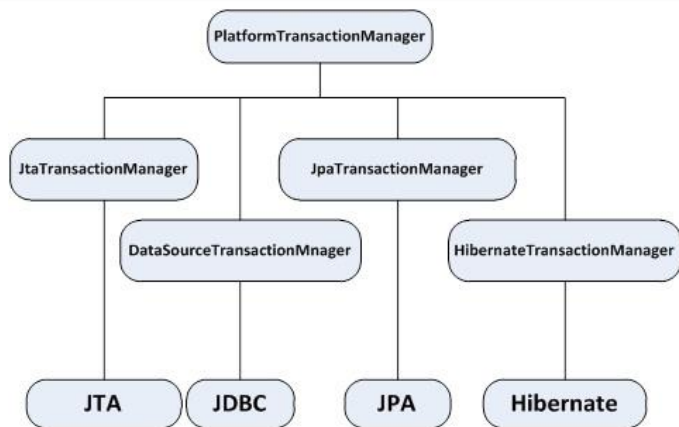 PlatformTransactionManager
JtaTransactionManager
JpaTransactionManager
DataSourceTransactionMnager
HibernateTransactionManager
JTA
JDBC
JPA
Hibernate